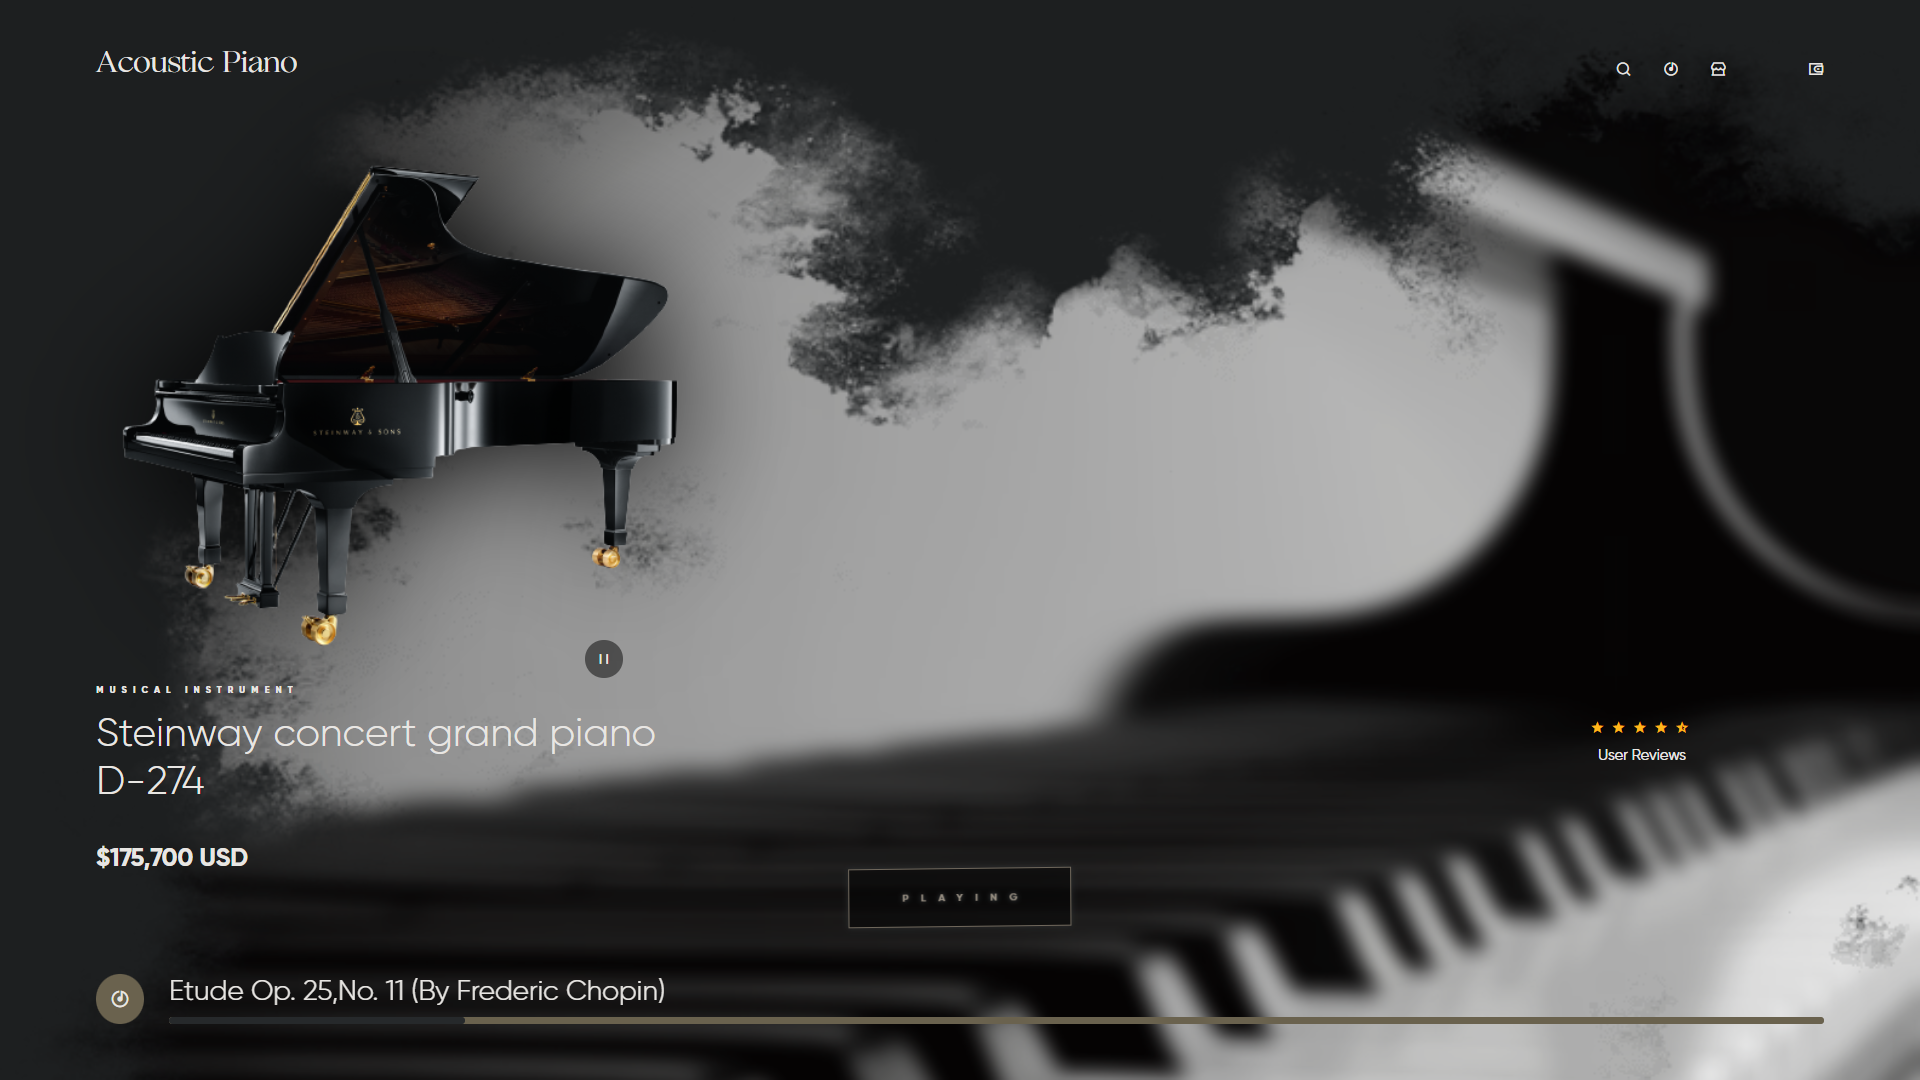 Acoustic Piano
STEINWAY & SONS
MUSICAL INSTRUMENT
Steinway concert grand piano
D-274
User Reviews
$175,700 USD
PLAYING
Etude Op. 25,No. 11 (By Frederic Chopin)